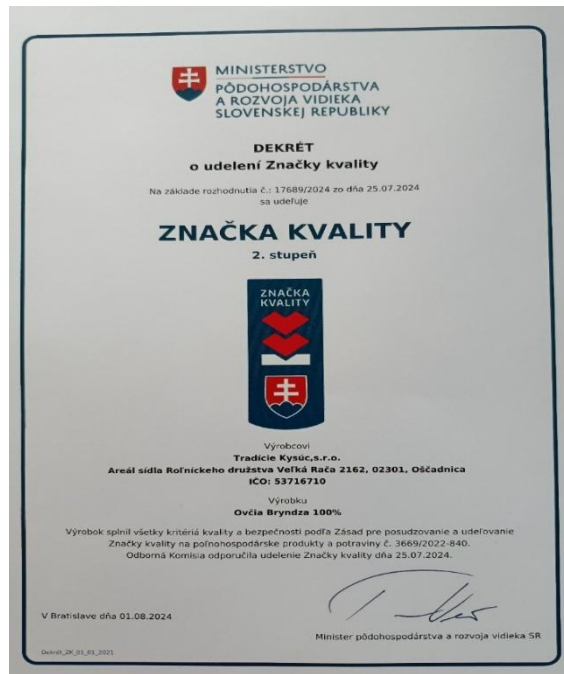 MINISTERSTVO
PÔDOHOSPODÁRSTVA
A ROZVOJA VIDIEKA
SLOVENSKEJ REPUBLIKY
DEKRÉT
o udelení Značky kvality
Na základe rozhodnutia č.: 17689/2024 zo dňa 25.07.2024
sa udeľuje
ZNAČKA KVALITY
2. stupeň
ZNAČKA
KVALITY
Výrobcovi
Tradície Kysúc,s.r.o.
Areál sídla Roľníckeho družstva Veľká Rača 2162, 02301, Oščadnica
IČO: 53716710
Výrobku
Ovčia Bryndza 100%
Výrobok splnil všetky kritériá kvality a bezpečnosti podľa Zásad pre posudzovanie a udeľovanie
Značky kvality na poľnohospodárske produkty a potraviny č. 3669/2022-840.
Odborná Komisia odporučila udelenie Značky kvality dňa 25.07.2024.
V Bratislave dňa 01.08.2024
Minister pôdohospodárstva a rozvoja vidieka SR
Dekrét_ZK_01_01_2021